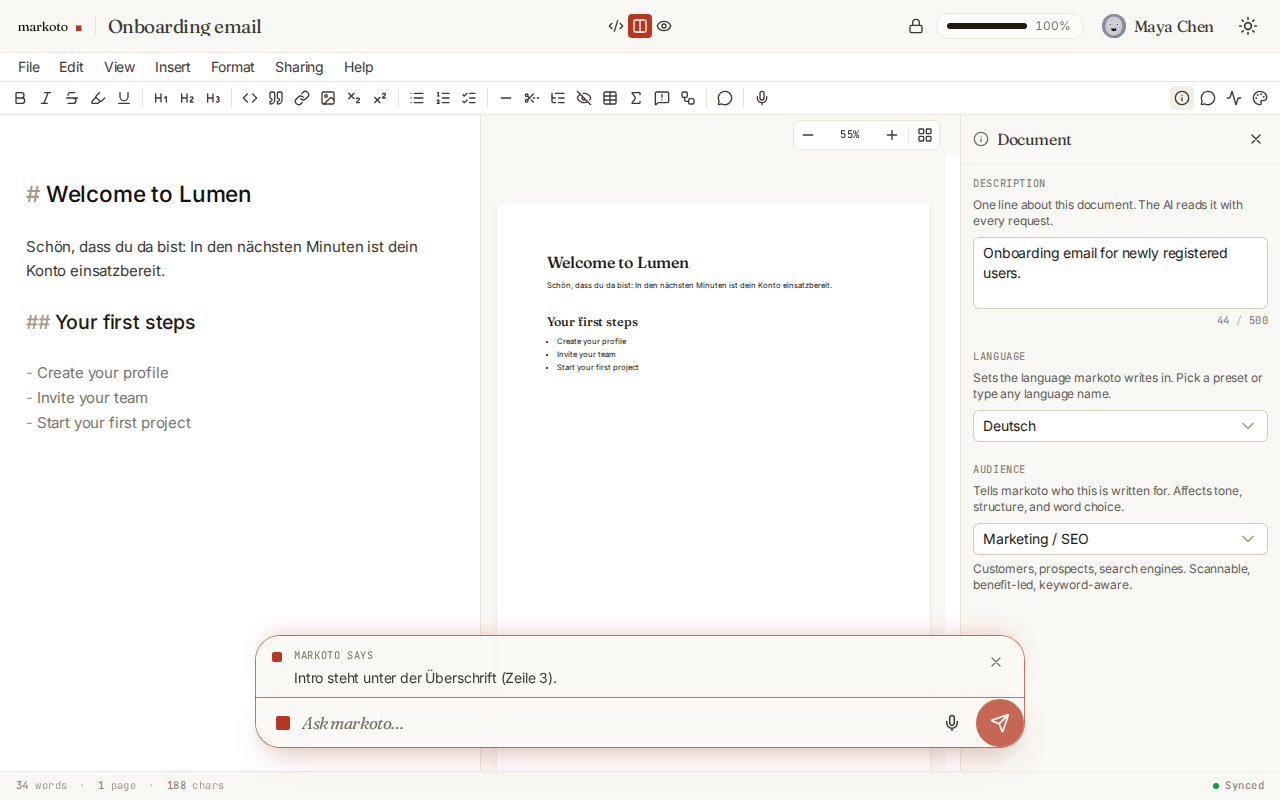 markoto
Onboarding email
100%
Maya Chen
File Edit View Insert Format Sharing Help
H1 H2 H3
55%
# Welcome to Lumen
Schön, dass du da bist: In den nächsten Minuten ist dein
Konto einsatzbereit.
## Your first steps
- Create your profile
- Invite your team
- Start your first project
Welcome to Lumen
Schön, dass du da bist: In den nächsten Minuten ist dein Konto einsatzbereit.
Your first steps
• Create your profile
• Invite your team
• Start your first project
Document
DESCRIPTION
One line about this document. The AI reads it with
every request.
Onboarding email for newly registered
users.
44 / 500
LANGUAGE
Sets the language markoto writes in. Pick a preset or
type any language name.
Deutsch
AUDIENCE
Tells markoto who this is written for. Affects tone,
structure, and word choice.
Marketing / SEO
Customers, prospects, search engines. Scannable,
benefit-led, keyword-aware.
MARKOTO SAYS
Intro steht unter der Überschrift (Zeile 3).
Ask markoto...
34 words · 1 page · 188 chars
Synced